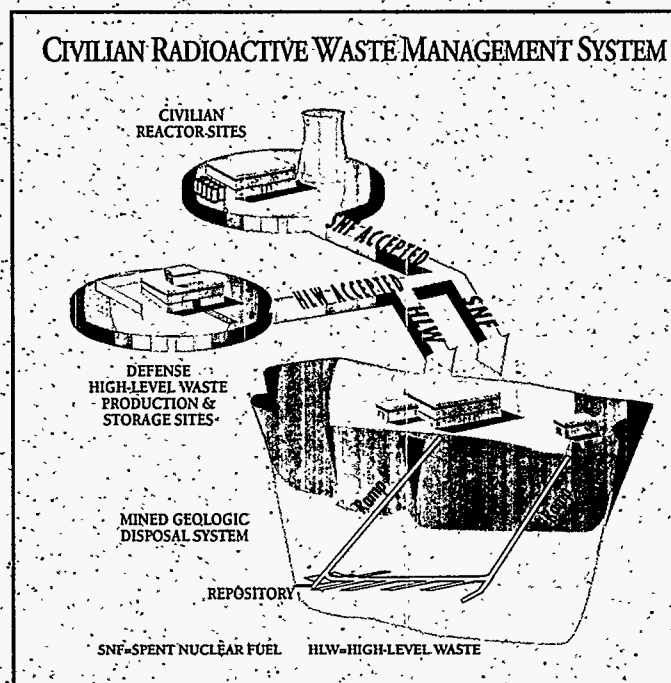 CIVILIAN RADIOACTIVE WASTE MANAGEMENT SYSTEM
CIVILIAN
REACTOR SITES
SNF ACCEPTED
HLW ACCEPTED
HLW
SNF
DEFENSE
HIGH-LEVEL WASTE
PRODUCTION &
STORAGE SITES
Ramp
Ramp
MINED GEOLOGIC
DISPOSAL SYSTEM
REPOSITORY
SNF=SPENT NUCLEAR FUEL HLW=HIGH-LEVEL WASTE